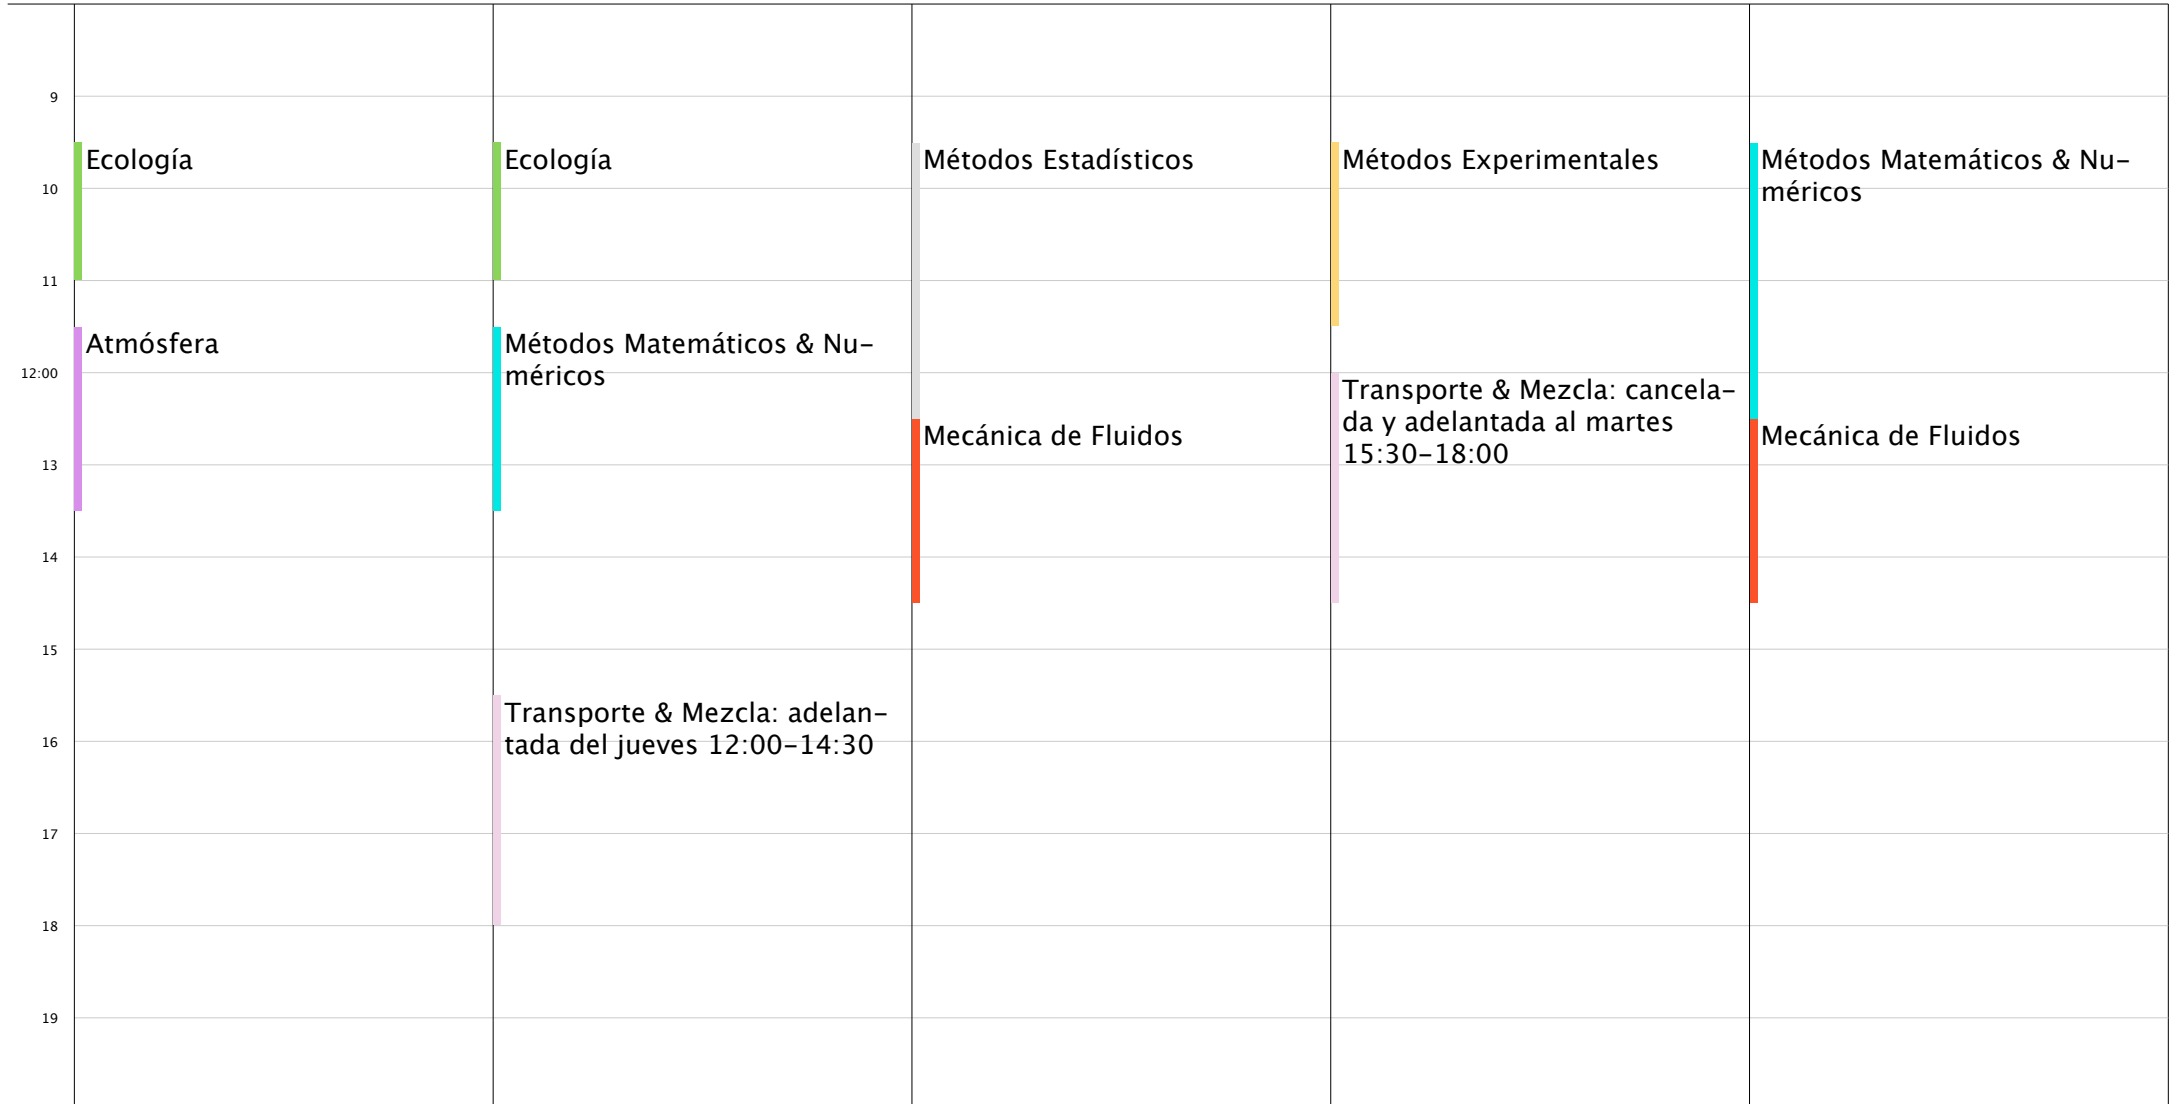 9
Ecología
Ecología
Métodos Estadísticos
Métodos Experimentales
Métodos Matemáticos & Nu-
méricos
10
11
Atmósfera
Métodos Matemáticos & Nu-
méricos
12:00
Transporte & Mezcla: cancela-
da y adelantada al martes
15:30-18:00
Mecánica de Fluidos
Mecánica de Fluidos
13
14
15
Transporte & Mezcla: adelan-
tada del jueves 12:00-14:30
16
17
18
19